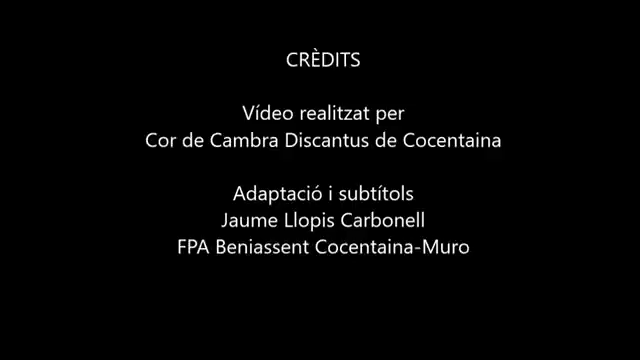 CRÈDITS
Vídeo realitzat per
Cor de Cambra Discantus de Cocentaina
Adaptació i subtítols
Jaume Llopis Carbonell
FPA Beniassent Cocentaina-Muro